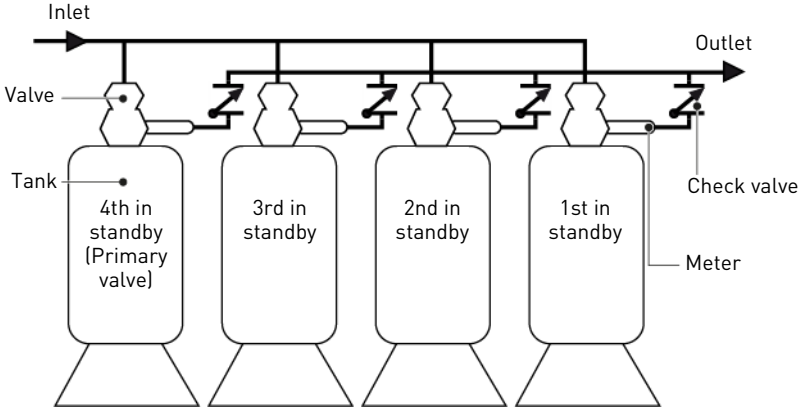 Inlet
Outlet
Valve
Tank
4th in
standby
(Primary
valve)
3rd in
standby
2nd in
standby
1st in
standby
Check valve
Meter